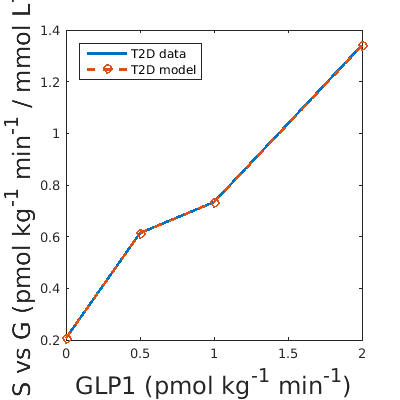 S vs G (pmol kg⁻¹ min⁻¹ / mmol
1.4
1.2
1
0.8
0.6
0.4
0.2
T2D data
T2D model
0 0.5 1 1.5 2
GLP1 (pmol kg⁻¹ min⁻¹)